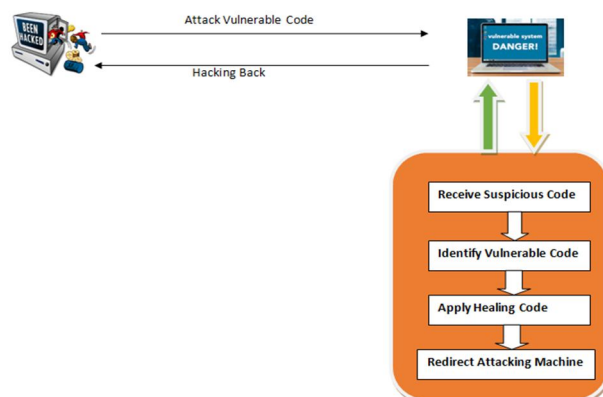 Attack Vulnerable Code
BEEN
HACKED
vulnerable system
DANGER!
Hacking Back
Receive Suspicious Code
Identify Vulnerable Code
Apply Healing Code
Redirect Attacking Machine